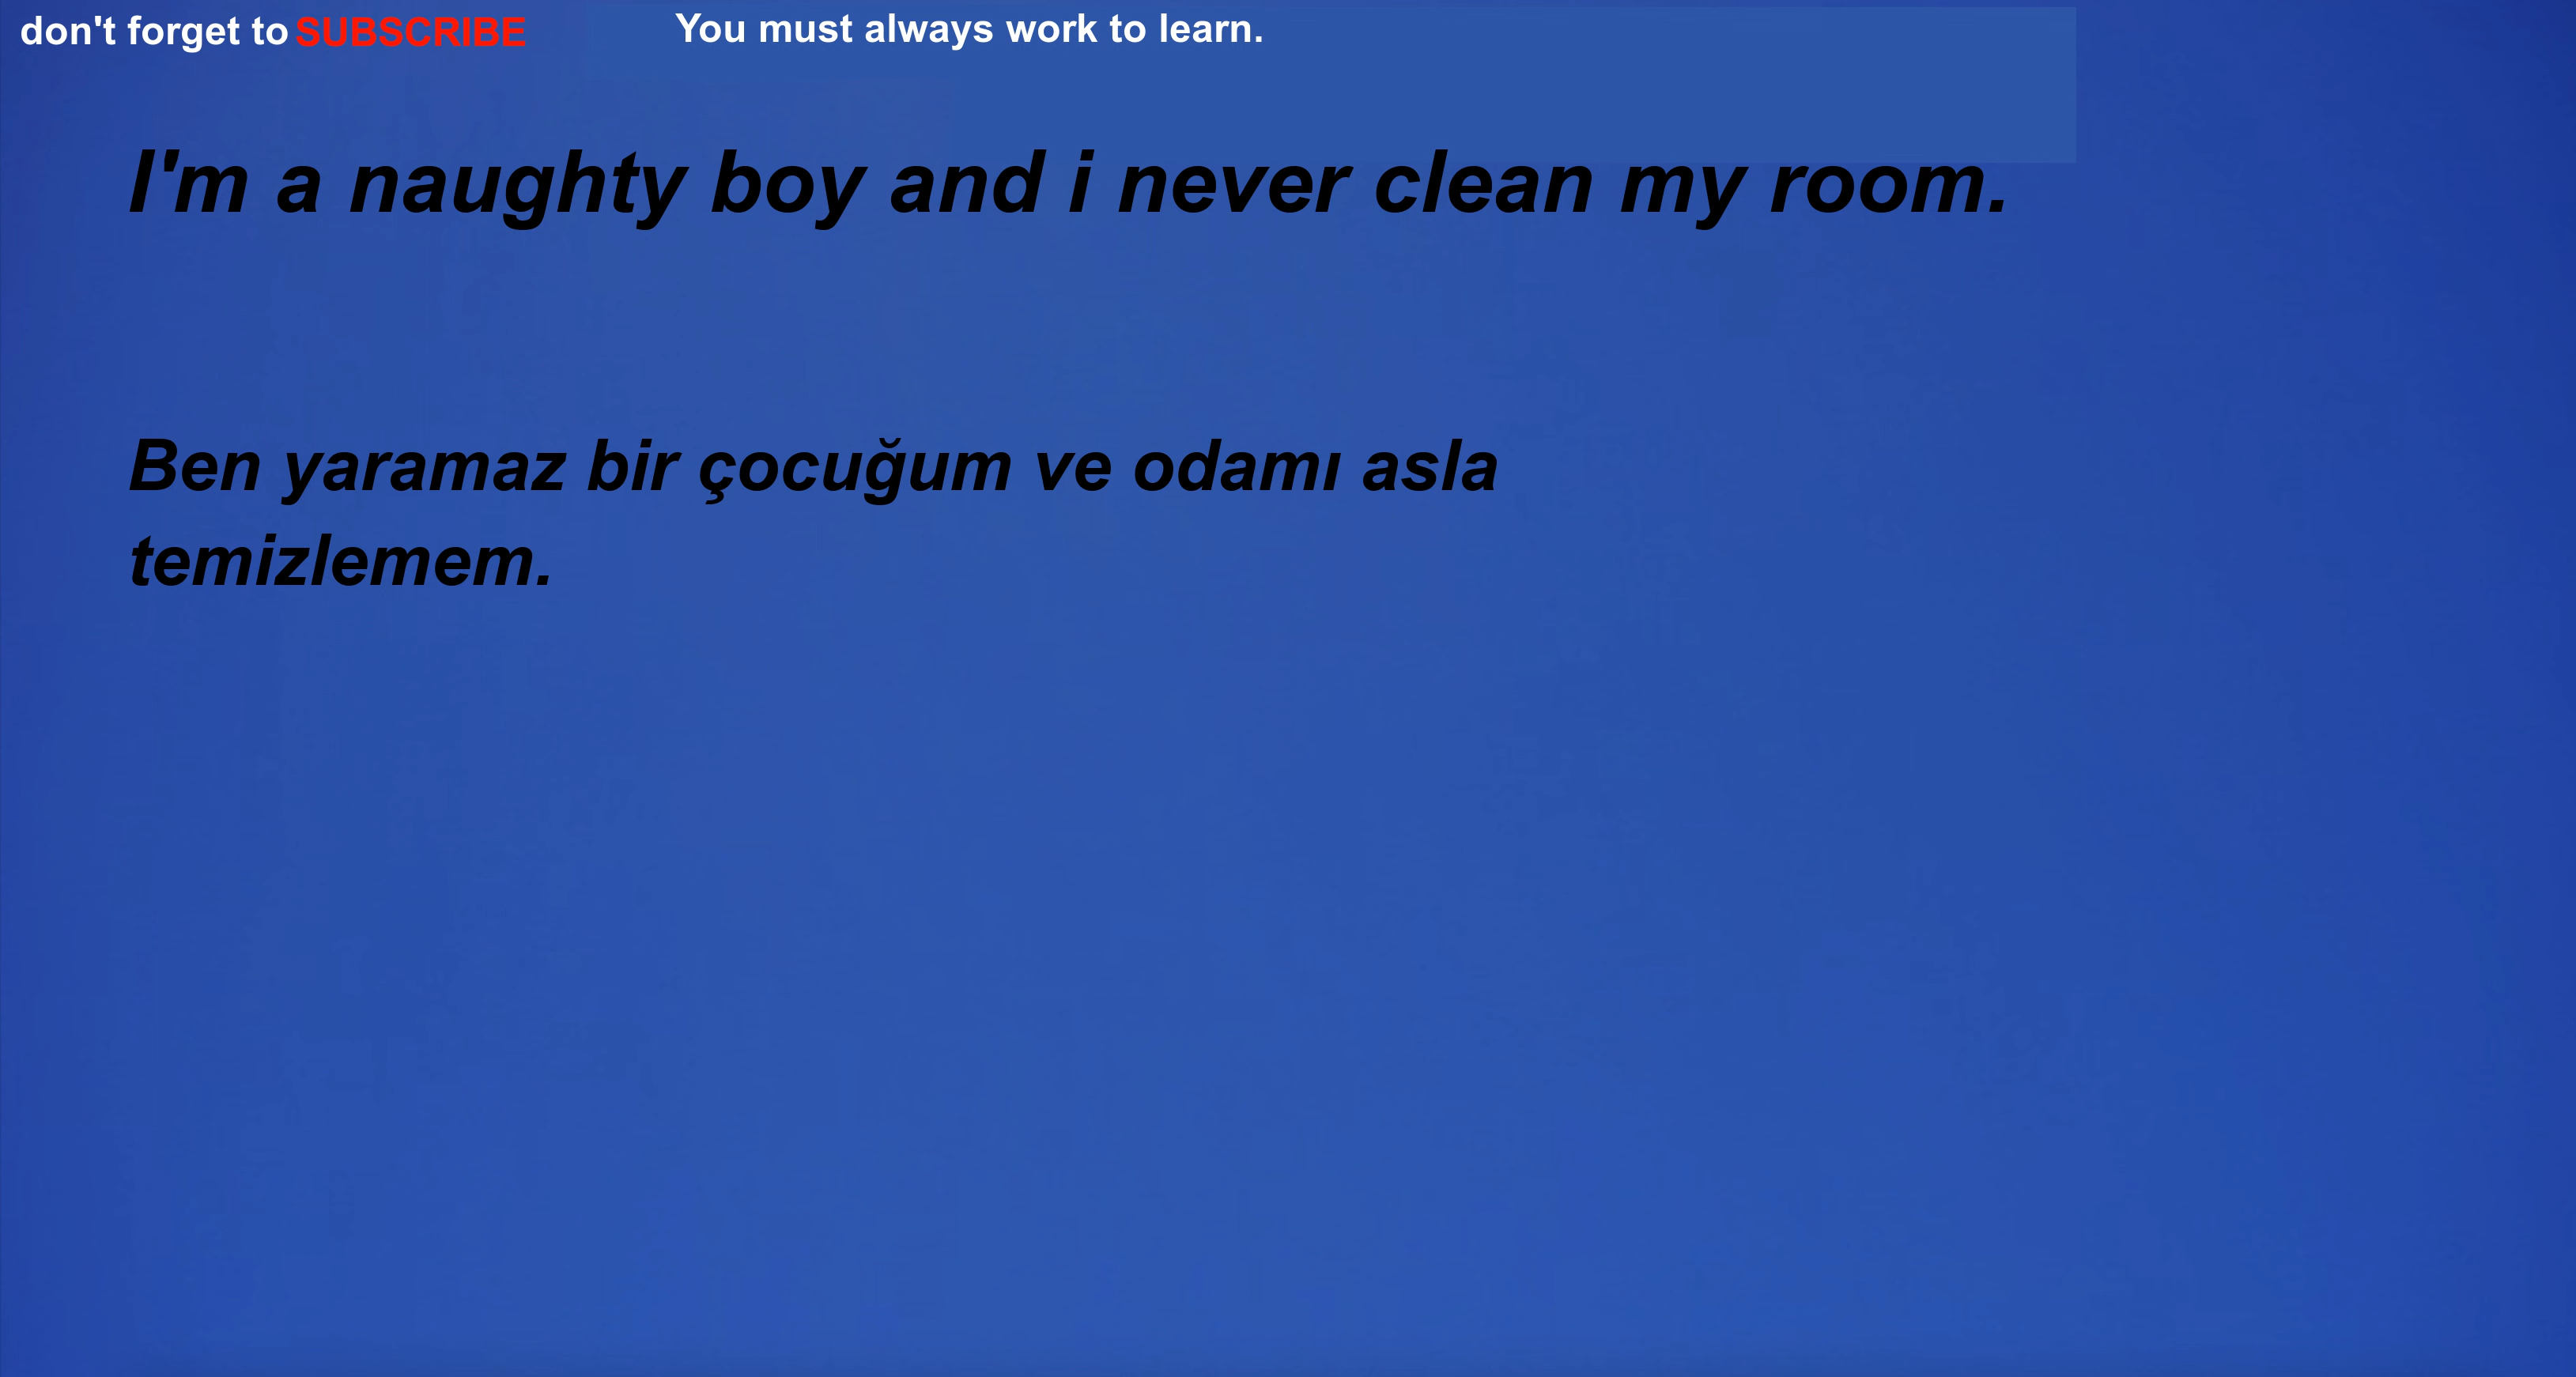 don't forget to SUBSCRIBE
You must always work to learn.
I'm a naughty boy and i never clean my room.
Ben yaramaz bir çocuğum ve odamı asla
temizlemem.